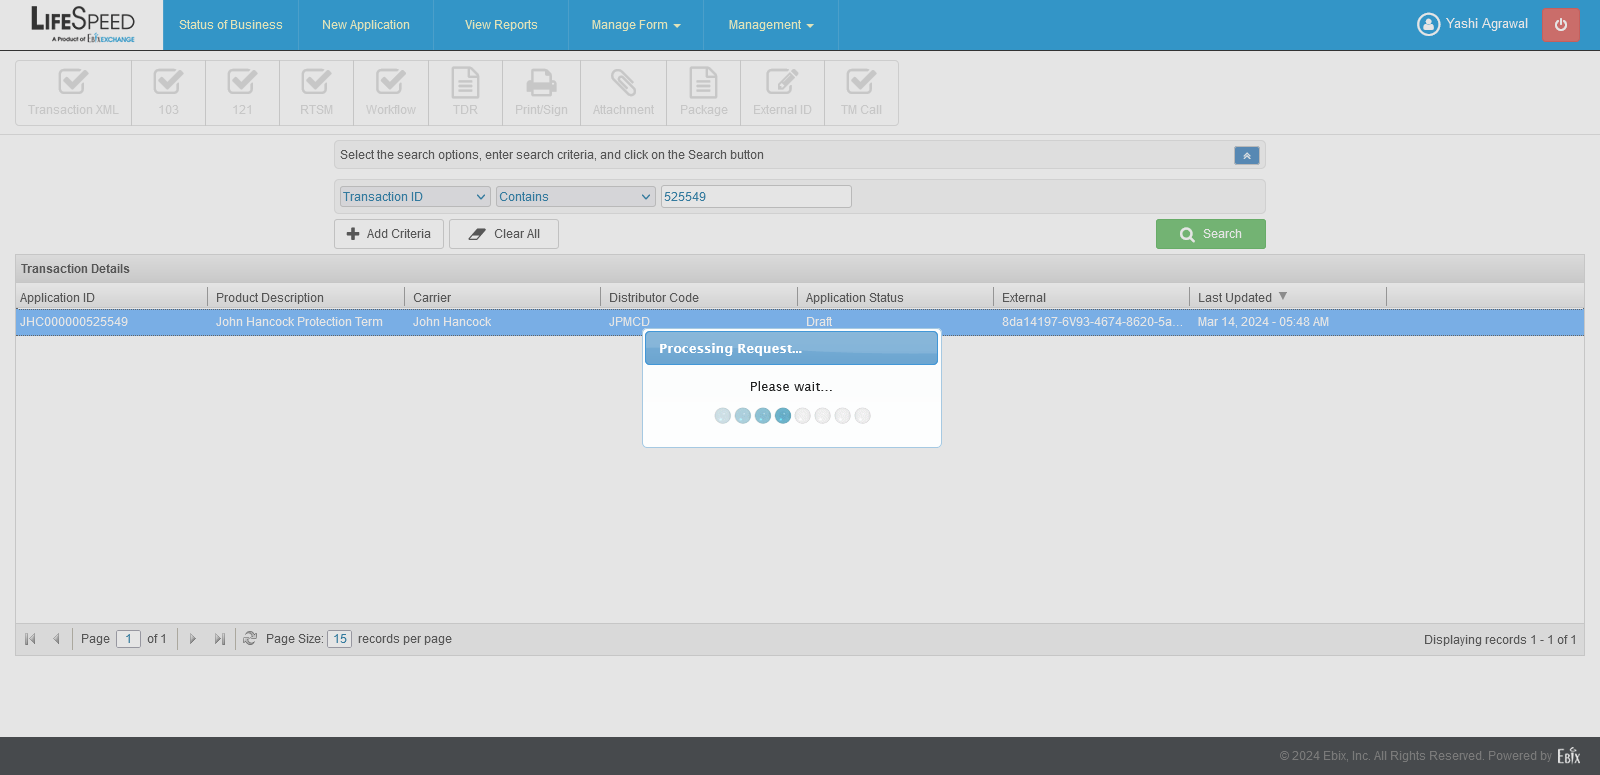 LIFESPEED
A Product of EbixEXCHANGE
Status of Business
New Application
View Reports
Manage Form
Management
Yashi Agrawal
Transaction XML
103
121
RTSM
Workflow
TDR
Print/Sign
Attachment
Package
External ID
TM Call
Select the search options, enter search criteria, and click on the Search button
Transaction ID
Contains
525549
Add Criteria
Clear All
Search
Transaction Details
Application ID
Product Description
Carrier
Distributor Code
Application Status
External
Last Updated
JHC000000525549
John Hancock Protection Term
John Hancock
JPMCD
Draft
8da14197-6V93-4674-8620-5a...
Mar 14, 2024 - 05:48 AM
Processing Request...
Please wait...
Page 1 of 1
Page Size: 15 records per page
Displaying records 1 - 1 of 1
© 2024 Ebix, Inc. All Rights Reserved. Powered by Ebix